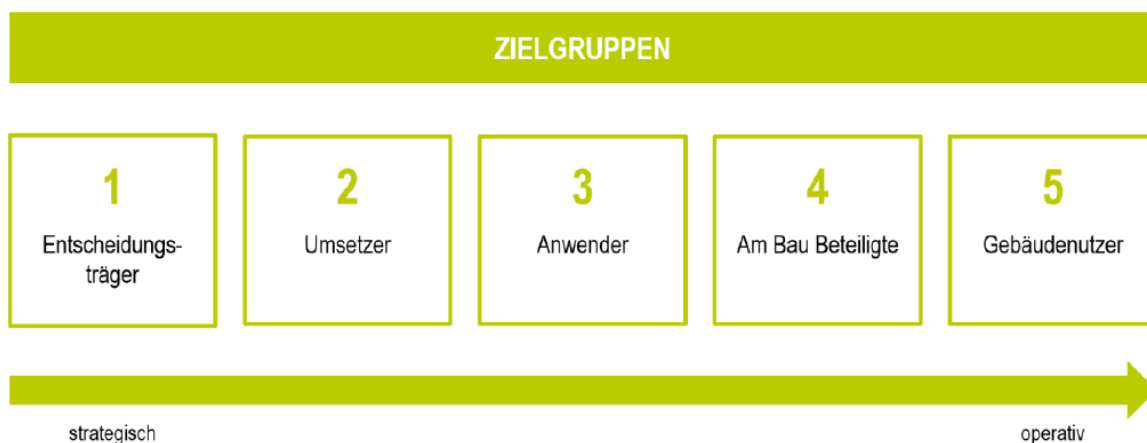 ZIELGRUPPEN
1
Entscheidungs-
träger
2
Umsetzer
3
Anwender
4
Am Bau Beteiligte
5
Gebäudenutzer
strategisch
operativ